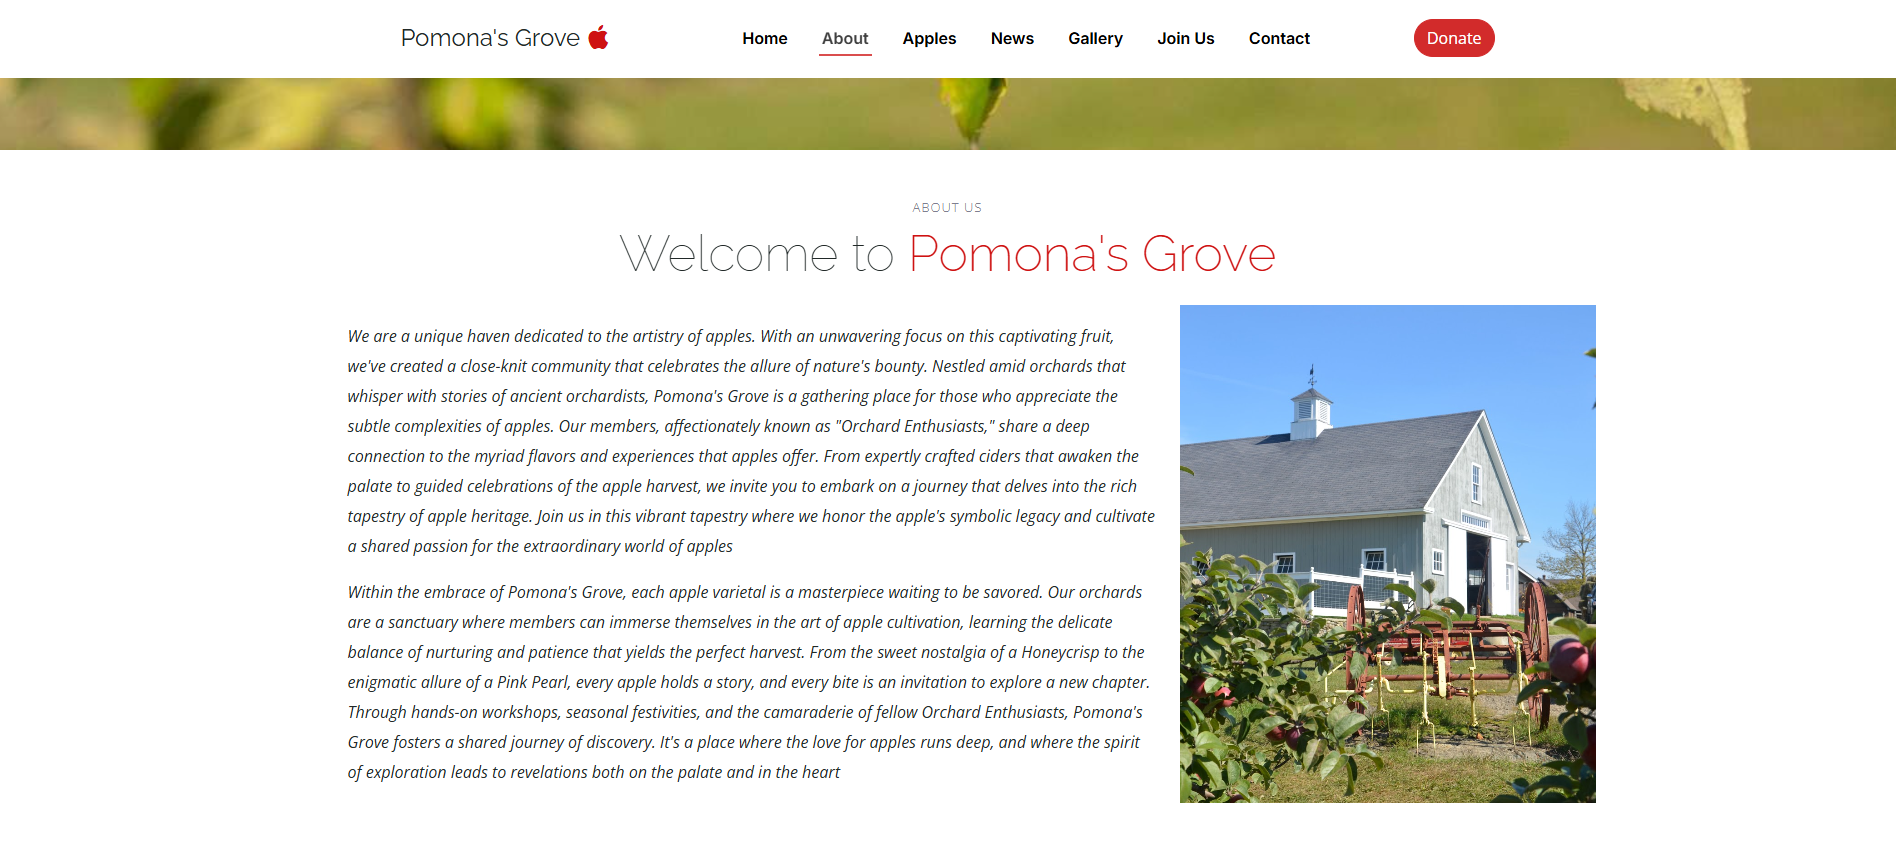 Pomona's Grove
Home About Apples News Gallery Join Us Contact
Donate
ABOUT US
Welcome to Pomona's Grove
We are a unique haven dedicated to the artistry of apples. With an unwavering focus on this captivating fruit,
we've created a close-knit community that celebrates the allure of nature's bounty. Nestled amid orchards that
whisper with stories of ancient orchardists, Pomona's Grove is a gathering place for those who appreciate the
subtle complexities of apples. Our members, affectionately known as "Orchard Enthusiasts," share a deep
connection to the myriad flavors and experiences that apples offer. From expertly crafted ciders that awaken the
palate to guided celebrations of the apple harvest, we invite you to embark on a journey that delves into the rich
tapestry of apple heritage. Join us in this vibrant tapestry where we honor the apple's symbolic legacy and cultivate
a shared passion for the extraordinary world of apples
Within the embrace of Pomona's Grove, each apple varietal is a masterpiece waiting to be savored. Our orchards
are a sanctuary where members can immerse themselves in the art of apple cultivation, learning the delicate
balance of nurturing and patience that yields the perfect harvest. From the sweet nostalgia of a Honeycrisp to the
enigmatic allure of a Pink Pearl, every apple holds a story, and every bite is an invitation to explore a new chapter.
Through hands-on workshops, seasonal festivities, and the camaraderie of fellow Orchard Enthusiasts, Pomona's
Grove fosters a shared journey of discovery. It's a place where the love for apples runs deep, and where the spirit
of exploration leads to revelations both on the palate and in the heart